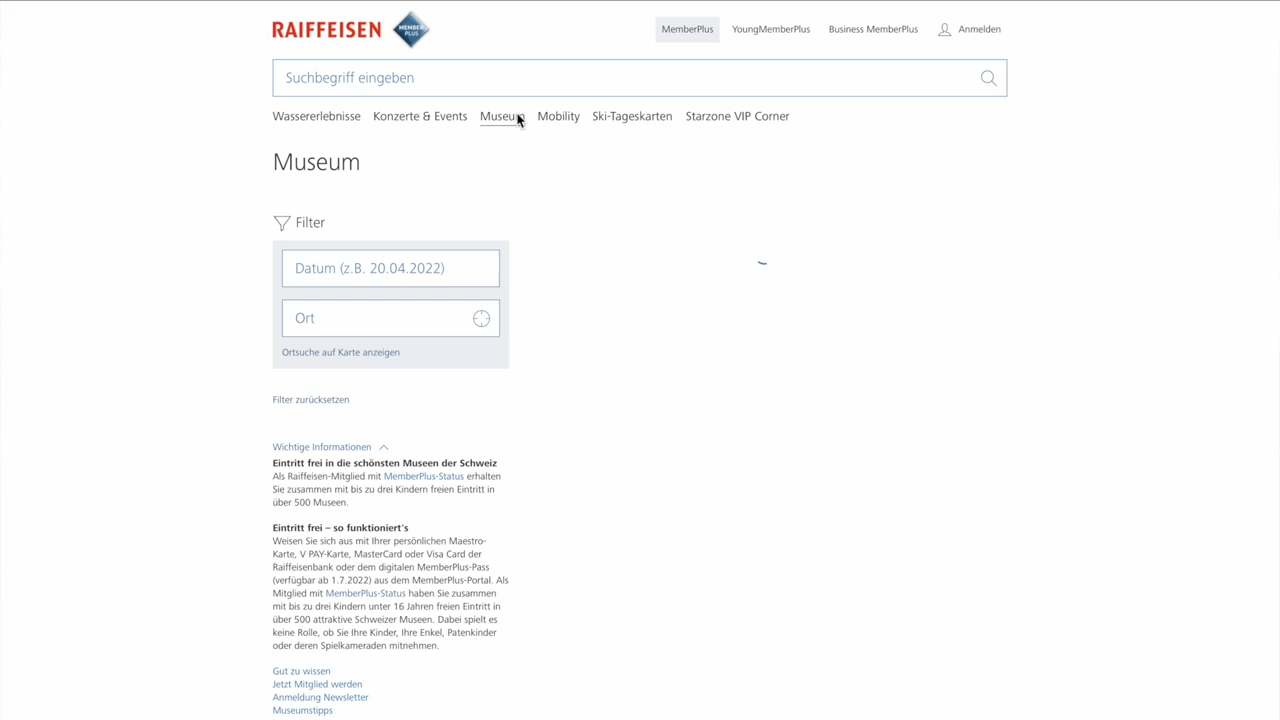 RAIFFEISEN MEMBER PLUS MemberPlus YoungMemberPlus Business MemberPlus Anmelden
Suchbegriff eingeben
Wassererlebnisse Konzerte & Events Museum Mobility Ski-Tageskarten Starzone VIP Corner
Museum
Filter
Datum (z.B. 20.04.2022)
Ort
Ortsuche auf Karte anzeigen
Filter zurücksetzen
Wichtige Informationen
Eintritt frei in die schönsten Museen der Schweiz
Als Raiffeisen-Mitglied mit MemberPlus-Status erhalten
Sie zusammen mit bis zu drei Kindern freien Eintritt in
über 500 Museen.
Eintritt frei – so funktioniert's
Weisen Sie sich aus mit Ihrer persönlichen Maestro-
Karte, V PAY-Karte, MasterCard oder Visa Card der
Raiffeisenbank oder dem digitalen MemberPlus-Pass
(verfügbar ab 1.7.2022) aus dem MemberPlus-Portal. Als
Mitglied mit MemberPlus-Status haben Sie zusammen
mit bis zu drei Kindern unter 16 Jahren freien Eintritt in
über 500 attraktive Schweizer Museen. Dabei spielt es
keine Rolle, ob Sie Ihre Kinder, Ihre Enkel, Patenkinder
oder deren Spielkameraden mitnehmen.
Gut zu wissen
Jetzt Mitglied werden
Anmeldung Newsletter
Museumstipps